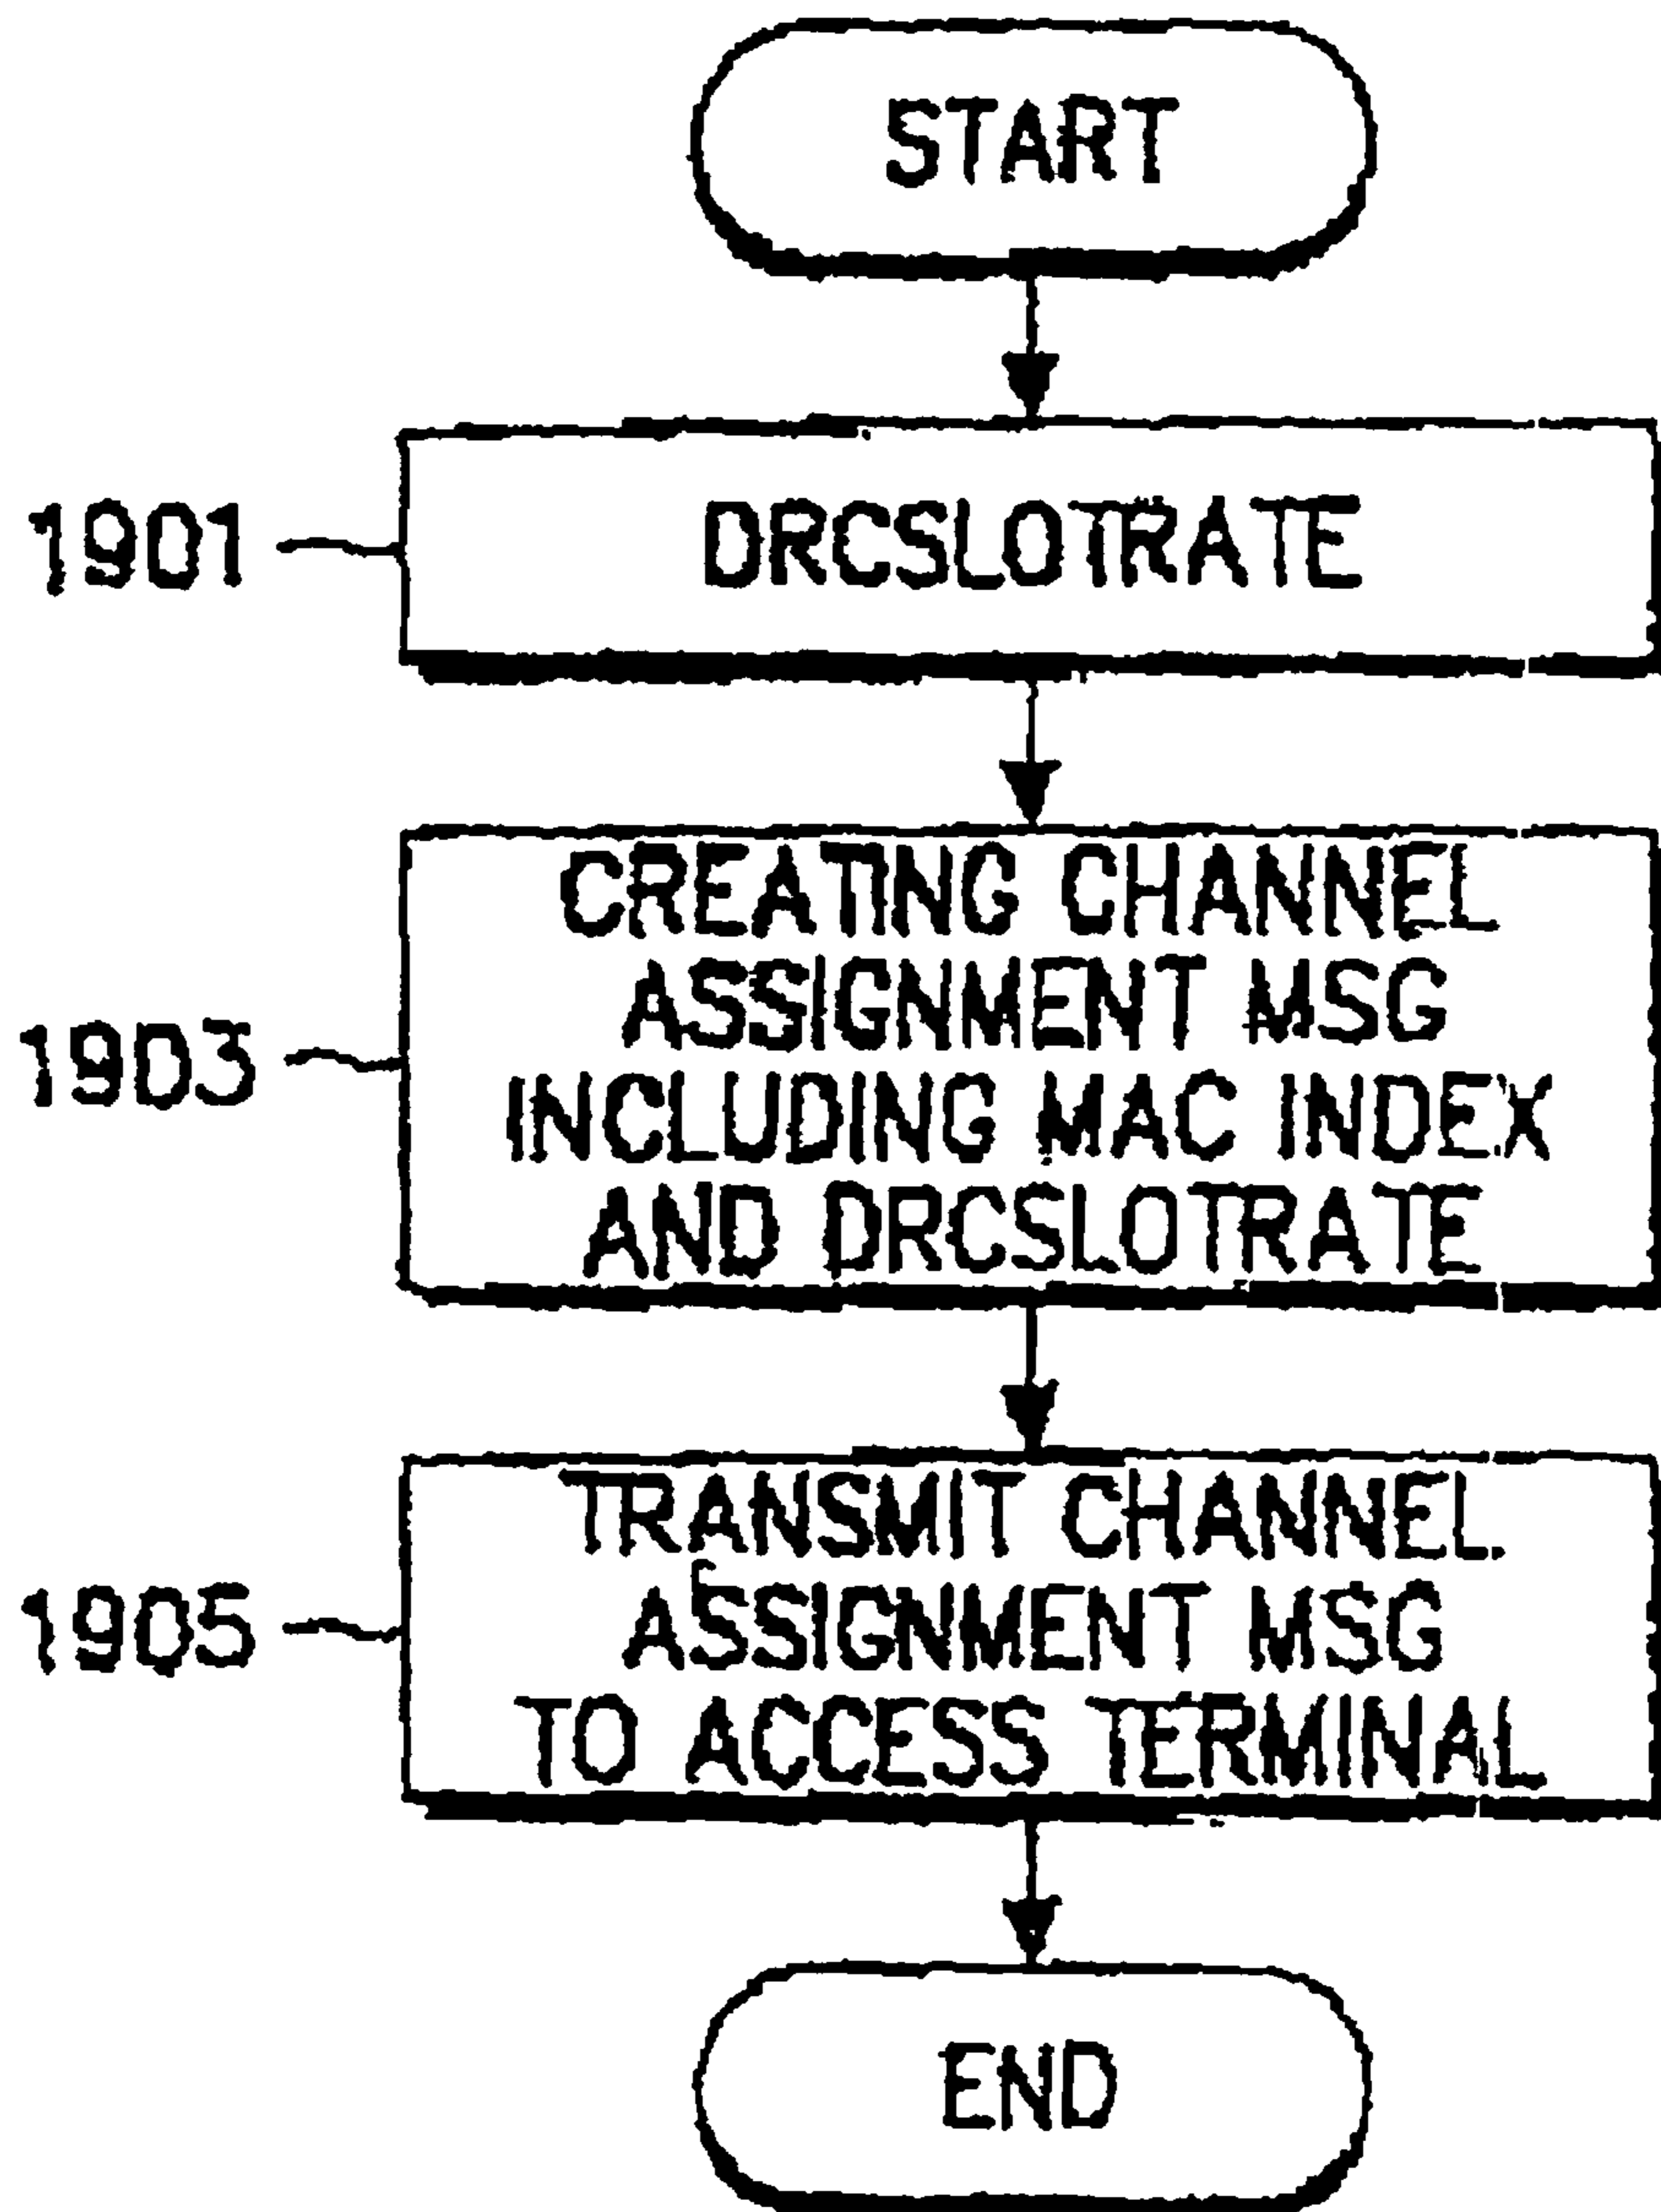 START
1901
DRCSLOTRATE
1903
CREATING CHANNEL
ASSIGNMENT MSG
INCLUDING MAC INDEX
AND DRCSLOTRATE
1905
TRANSMIT CHANNEL
ASSIGNMENT MSG
TO ACCESS TERMINAL
END